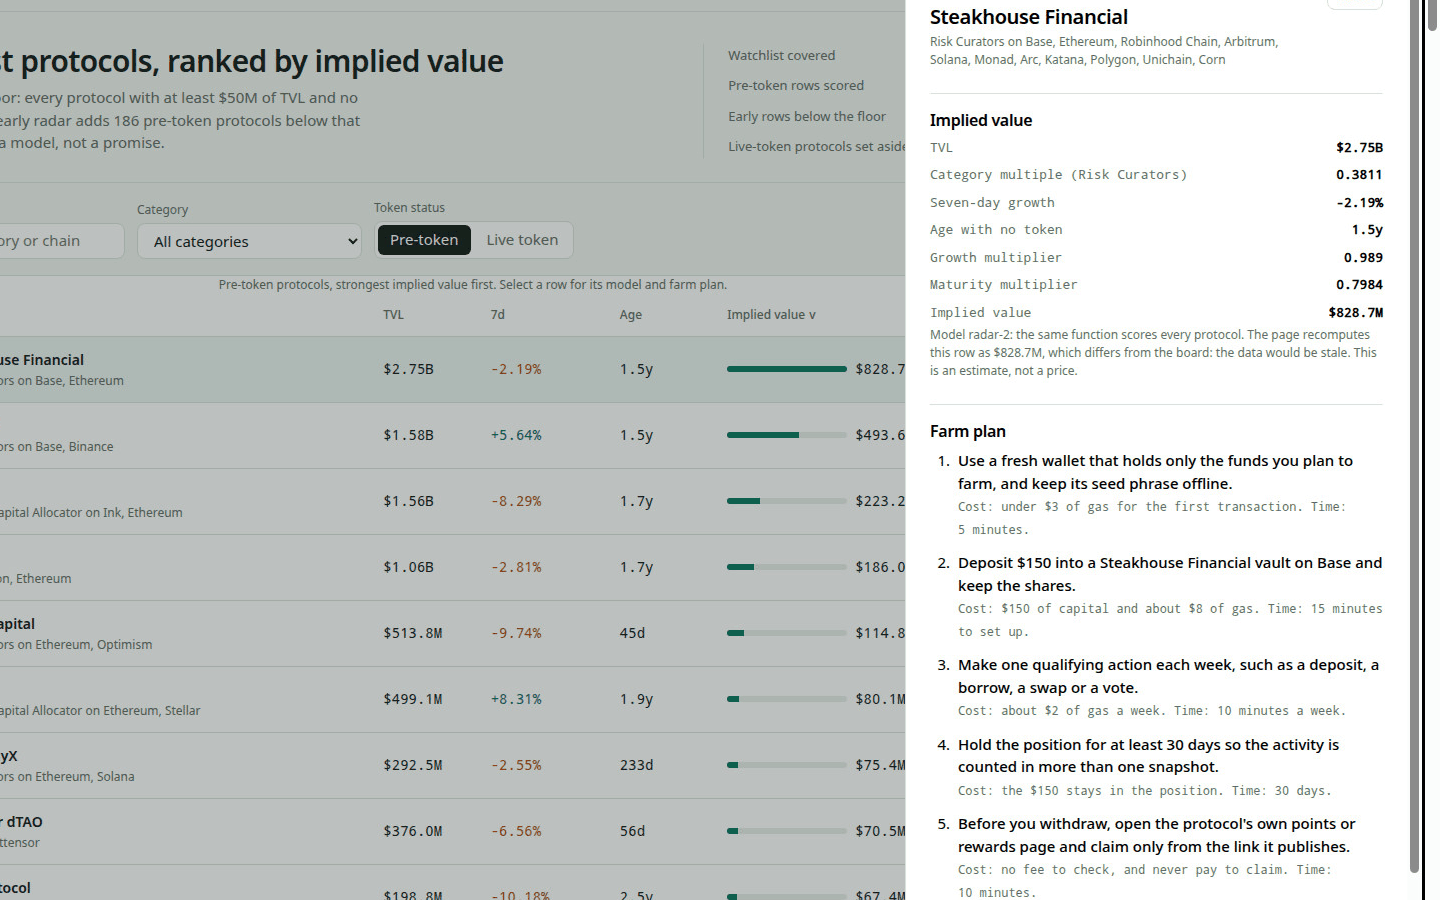 st protocols, ranked by implied value
oor: every protocol with at least $50M of TVL and no
early radar adds 186 pre-token protocols below that
a model, not a promise.
Watchlist covered
Pre-token rows scored
Early rows below the floor
Live-token protocols set aside
Category
Token status
ory or chain
All categories
Pre-token
Live token
Pre-token protocols, strongest implied value first. Select a row for its model and farm plan.
TVL 7d Age Implied value v
use Financial
ors on Base, Ethereum
$2.75B -2.19% 1.5y $828.7
ors on Base, Binance
$1.58B +5.64% 1.5y $493.6
apital Allocator on Ink, Ethereum
$1.56B -8.29% 1.7y $223.2
on, Ethereum
$1.06B -2.81% 1.7y $186.0
apital
ors on Ethereum, Optimism
$513.8M -9.74% 45d $114.8
apital Allocator on Ethereum, Stellar
$499.1M +8.31% 1.9y $80.1M
yX
ors on Ethereum, Solana
$292.5M -2.55% 233d $75.4M
r dTAO
ttensor
$376.0M -6.56% 56d $70.5M
tocol
$198.8M -10.18% 2.5y $67.4M
Steakhouse Financial
Risk Curators on Base, Ethereum, Robinhood Chain, Arbitrum,
Solana, Monad, Arc, Katana, Polygon, Unichain, Corn
Implied value
TVL $2.75B
Category multiple (Risk Curators) 0.3811
Seven-day growth -2.19%
Age with no token 1.5y
Growth multiplier 0.989
Maturity multiplier 0.7984
Implied value $828.7M
Model radar-2: the same function scores every protocol. The page recomputes
this row as $828.7M, which differs from the board: the data would be stale. This
is an estimate, not a price.
Farm plan
1. Use a fresh wallet that holds only the funds you plan to
farm, and keep its seed phrase offline.
Cost: under $3 of gas for the first transaction. Time:
5 minutes.
2. Deposit $150 into a Steakhouse Financial vault on Base and
keep the shares.
Cost: $150 of capital and about $8 of gas. Time: 15 minutes
to set up.
3. Make one qualifying action each week, such as a deposit, a
borrow, a swap or a vote.
Cost: about $2 of gas a week. Time: 10 minutes a week.
4. Hold the position for at least 30 days so the activity is
counted in more than one snapshot.
Cost: the $150 stays in the position. Time: 30 days.
5. Before you withdraw, open the protocol's own points or
rewards page and claim only from the link it publishes.
Cost: no fee to check, and never pay to claim. Time:
10 minutes.